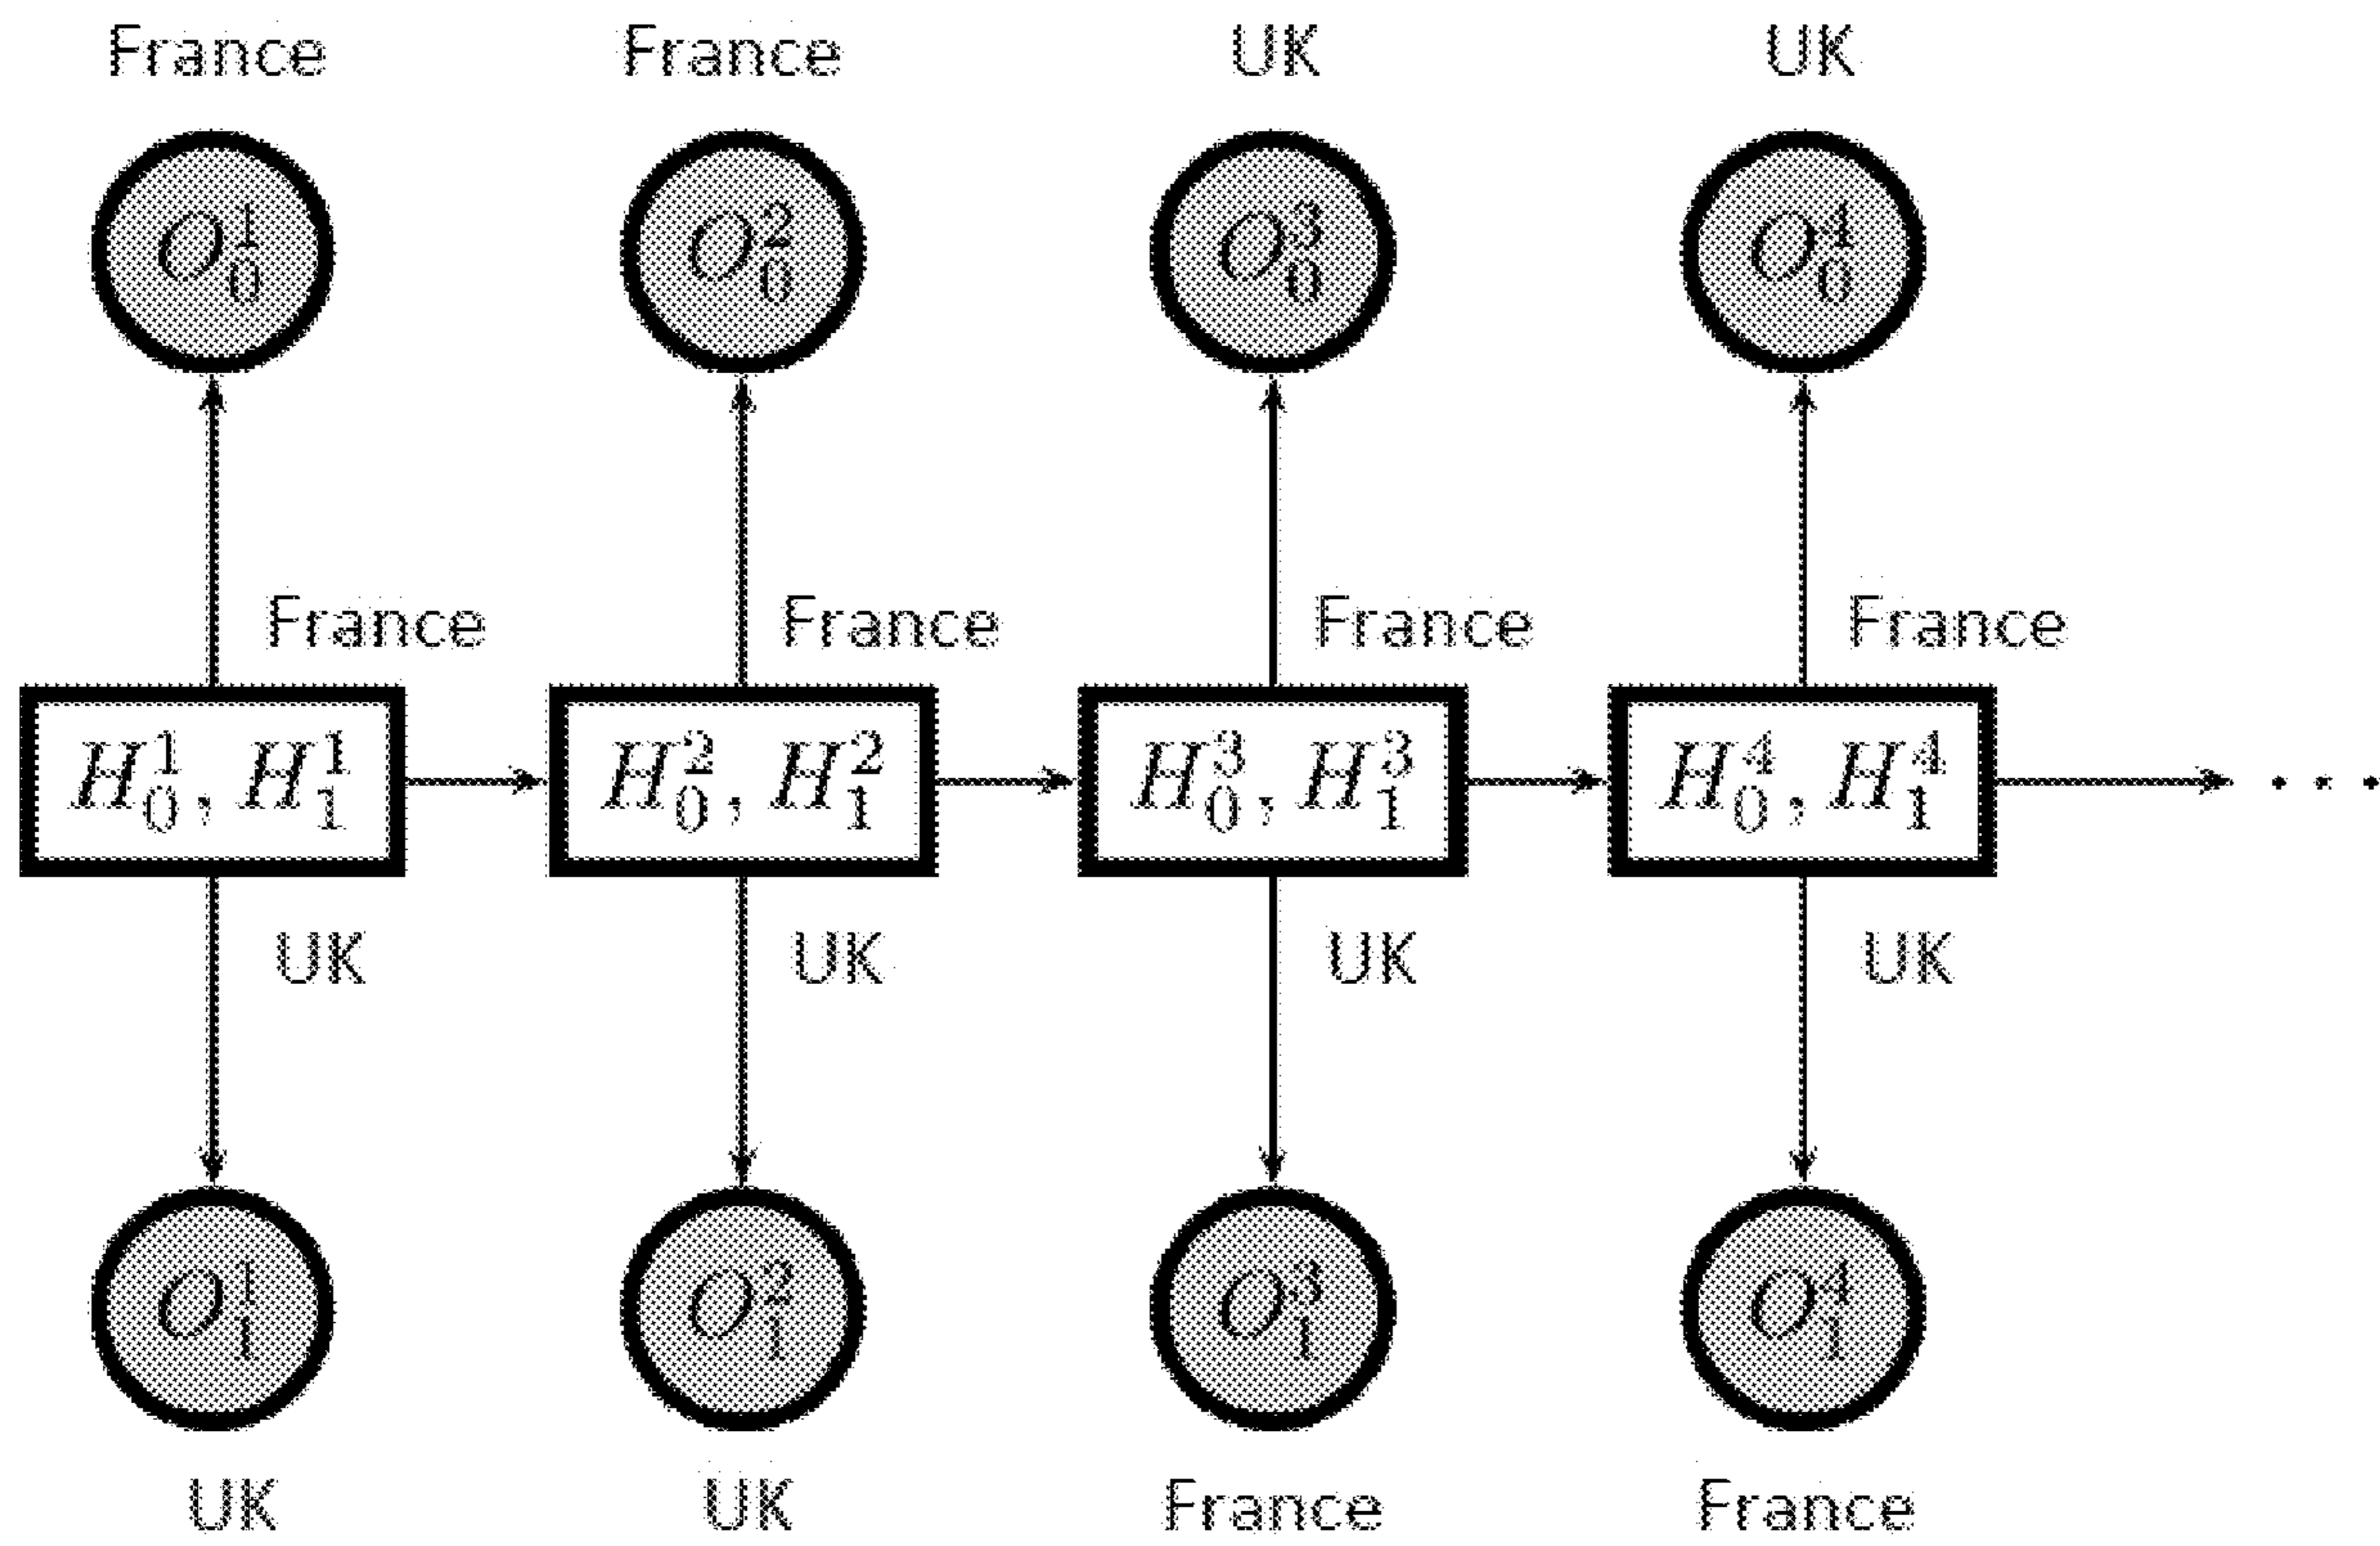 France France UK UK
O_0^1 O_0^2 O_0^3 O_0^4
France France France France
H_0^1, H_1^1 H_0^2, H_1^2 H_0^3, H_1^3 H_0^4, H_1^4 ...
UK UK UK UK
O_1^1 O_1^2 O_1^3 O_1^4
UK UK France France